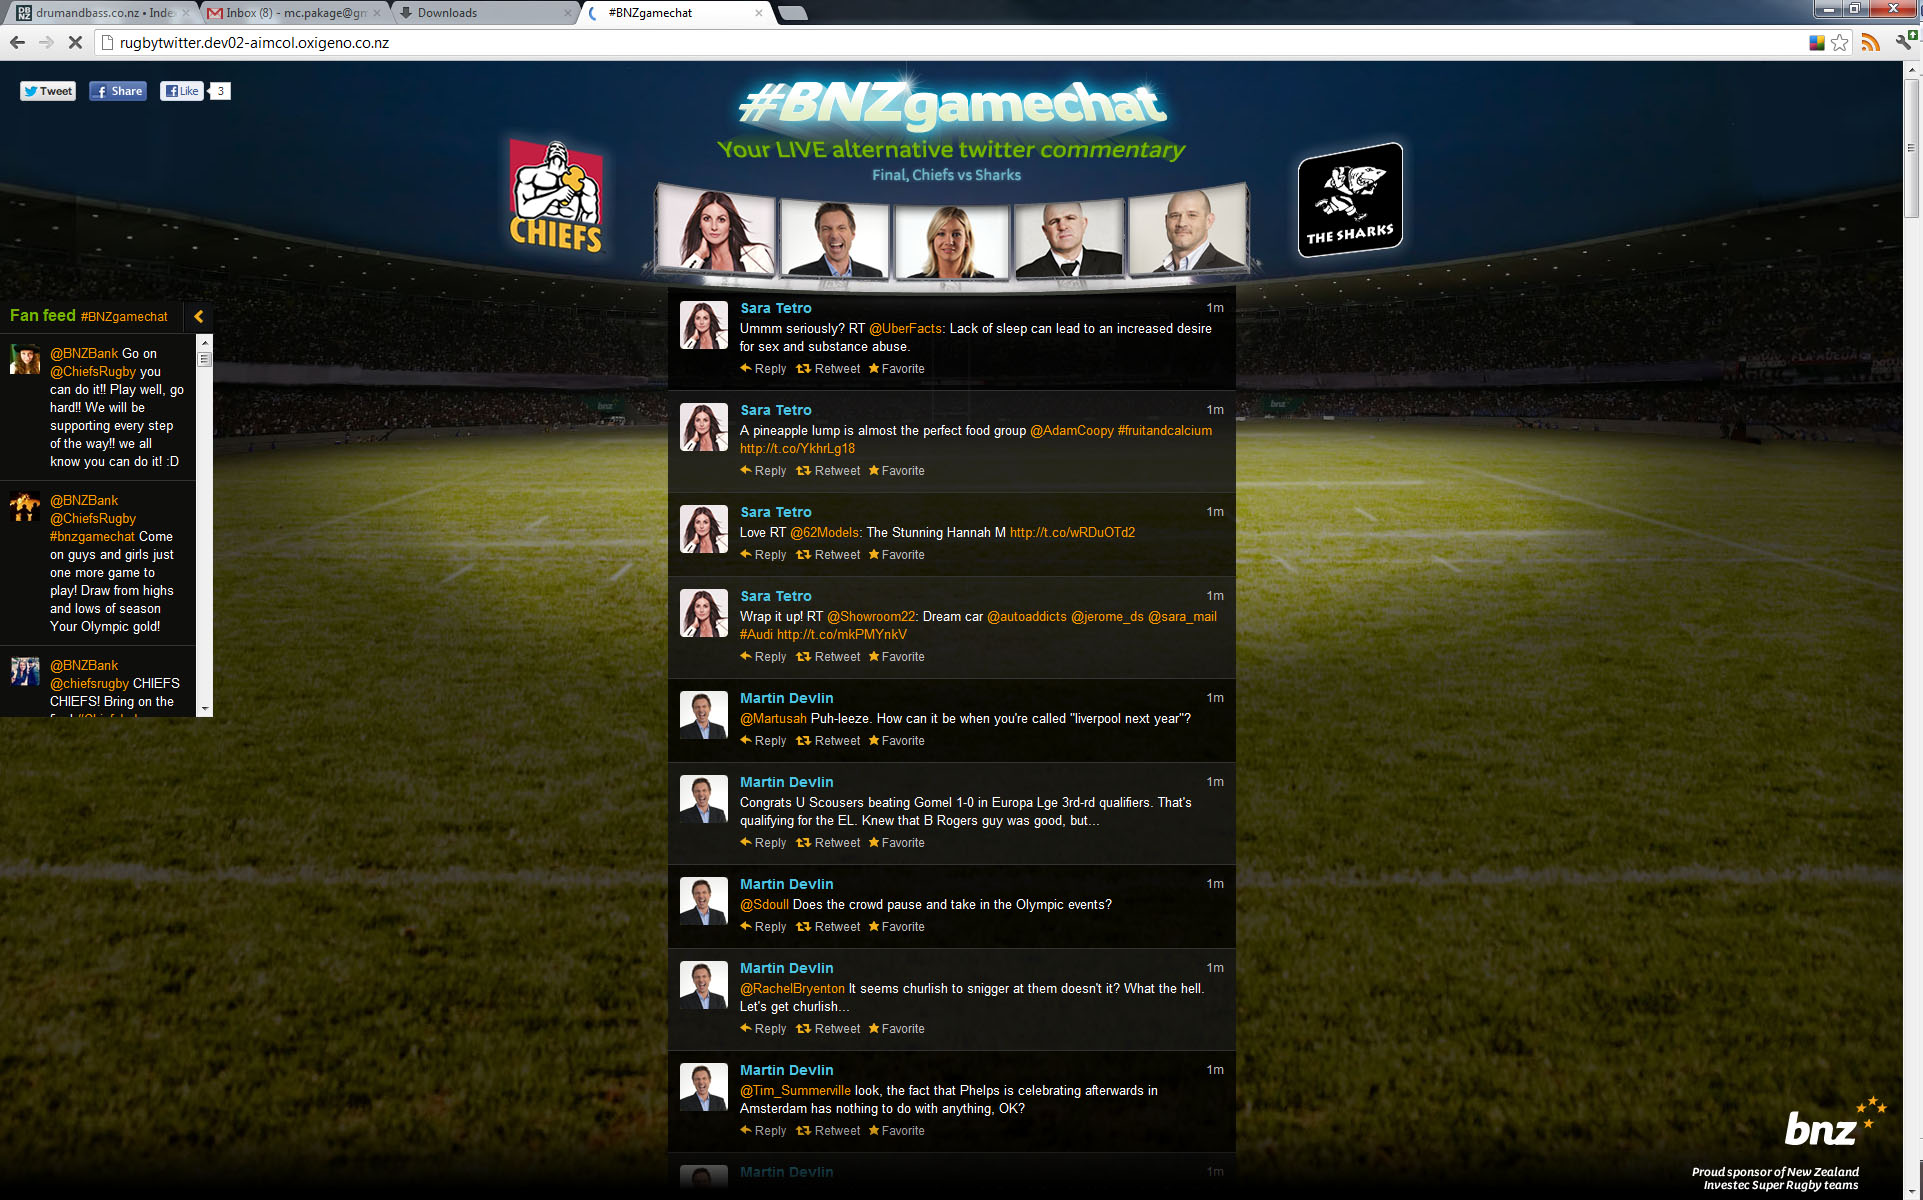 DB NZ drumandbass.co.nz • Index
Inbox (8) - mc.pakage@gm
Downloads
#BNZgamechat
rugbytwitter.dev02-aimcol.oxigeno.co.nz
Tweet
Share
Like
3
#BNZgamechat
Your LIVE alternative twitter commentary
Final, Chiefs vs Sharks
CHIEFS
THE SHARKS
Fan feed #BNZgamechat
@BNZBank Go on
@ChiefsRugby you
can do it!! Play well, go
hard!! We will be
supporting every step
of the way!! we all
know you can do it! :D
@BNZBank
@ChiefsRugby
#bnzgamechat Come
on guys and girls just
one more game to
play! Draw from highs
and lows of season
Your Olympic gold!
@BNZBank
@chiefsrugby CHIEFS
CHIEFS! Bring on the
Sara Tetro 1m
Ummm seriously? RT @UberFacts: Lack of sleep can lead to an increased desire
for sex and substance abuse.
Reply Retweet Favorite
Sara Tetro 1m
A pineapple lump is almost the perfect food group @AdamCoopy #fruitandcalcium
http://t.co/YkhrLg18
Reply Retweet Favorite
Sara Tetro 1m
Love RT @62Models: The Stunning Hannah M http://t.co/wRDuOTd2
Reply Retweet Favorite
Sara Tetro 1m
Wrap it up! RT @Showroom22: Dream car @autoaddicts @jerome_ds @sara_mail
#Audi http://t.co/mkPMYnkV
Reply Retweet Favorite
Martin Devlin 1m
@Martusah Puh-leeze. How can it be when you're called "liverpool next year"?
Reply Retweet Favorite
Martin Devlin 1m
Congrats U Scousers beating Gomel 1-0 in Europa Lge 3rd-rd qualifiers. That's
qualifying for the EL. Knew that B Rogers guy was good, but...
Reply Retweet Favorite
Martin Devlin 1m
@Sdoull Does the crowd pause and take in the Olympic events?
Reply Retweet Favorite
Martin Devlin 1m
@RachelBryenton It seems churlish to snigger at them doesn't it? What the hell.
Let's get churlish...
Reply Retweet Favorite
Martin Devlin 1m
@Tim_Summerville look, the fact that Phelps is celebrating afterwards in
Amsterdam has nothing to do with anything, OK?
Reply Retweet Favorite
Martin Devlin 1m
bnz
bnz
bnz
Proud sponsor of New Zealand
Investec Super Rugby teams